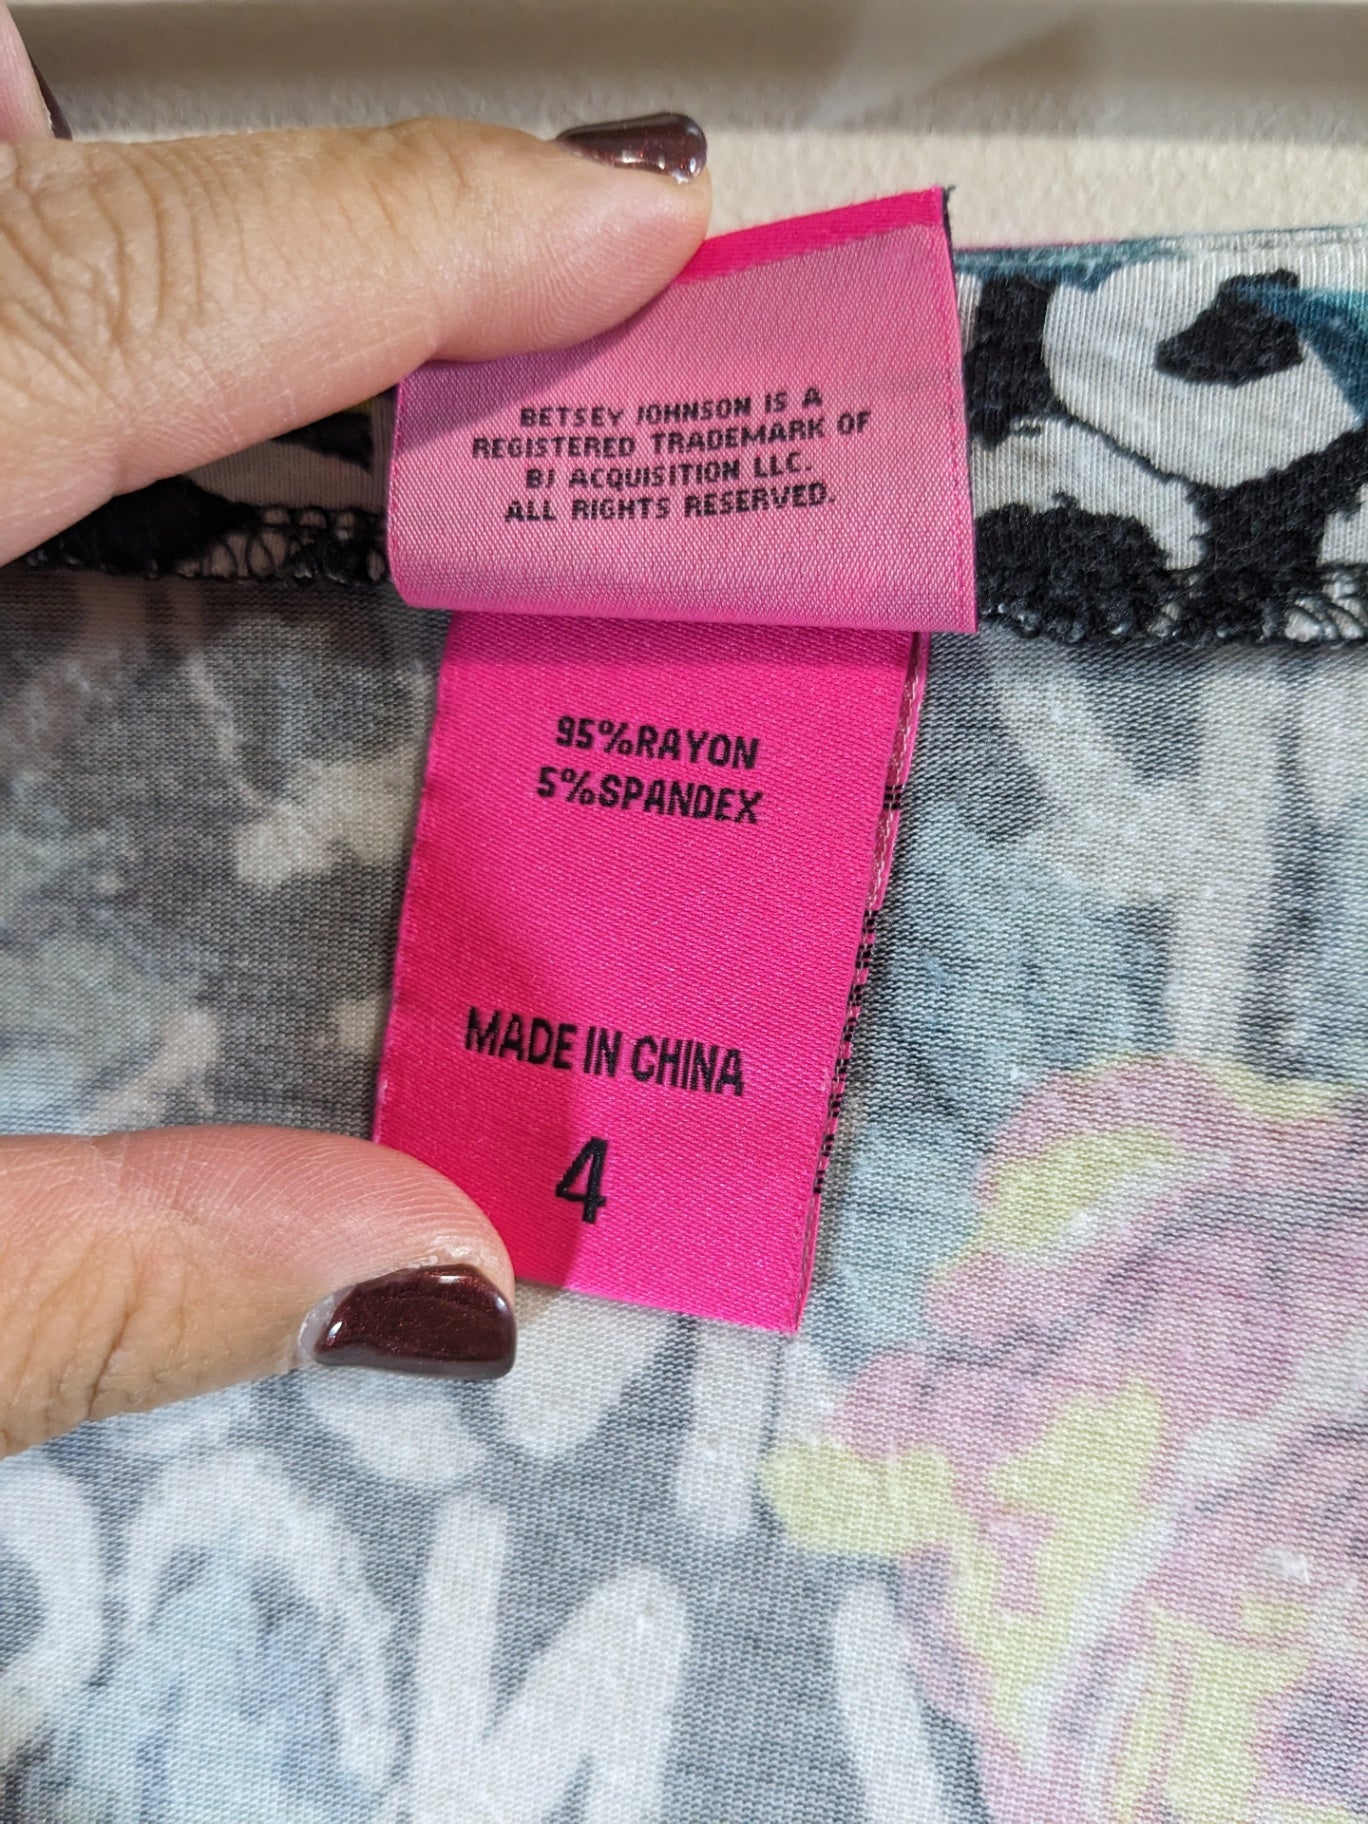 BETSEY JOHNSON IS A
REGISTERED TRADEMARK OF
BJ ACQUISITION LLC.
ALL RIGHTS RESERVED.
95%RAYON
5%SPANDEX
MADE IN CHINA
4